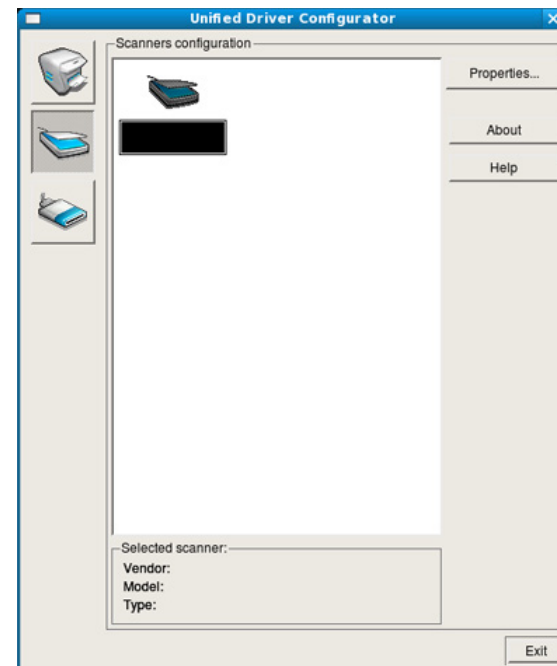 Unified Driver Configurator
Scanners configuration
Properties...
About
Help
Selected scanner:
Vendor:
Model:
Type:
Exit